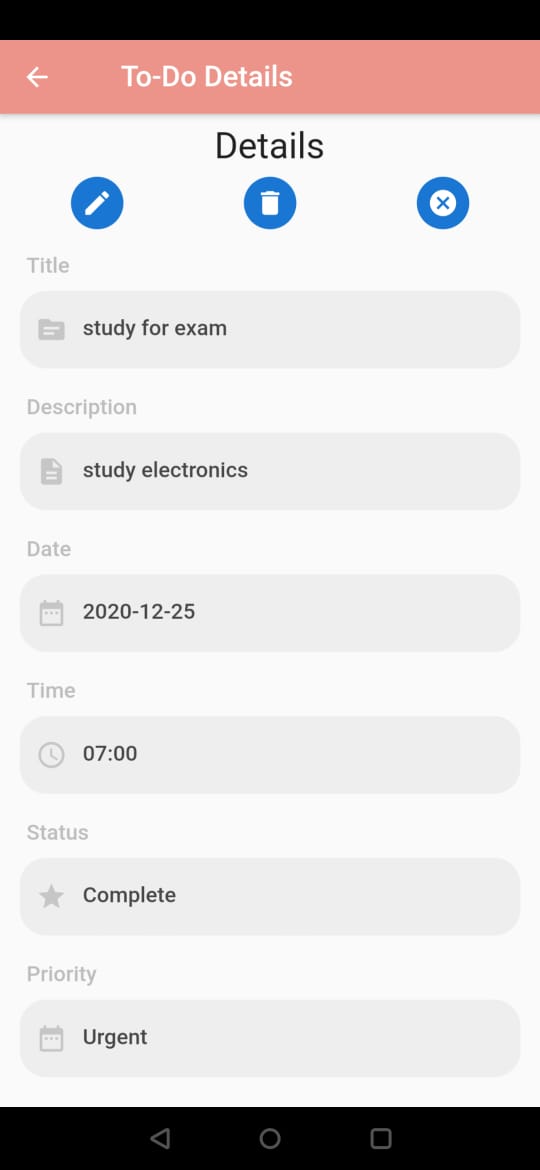 To-Do Details
Details
Title
study for exam
Description
study electronics
Date
2020-12-25
Time
07:00
Status
Complete
Priority
Urgent